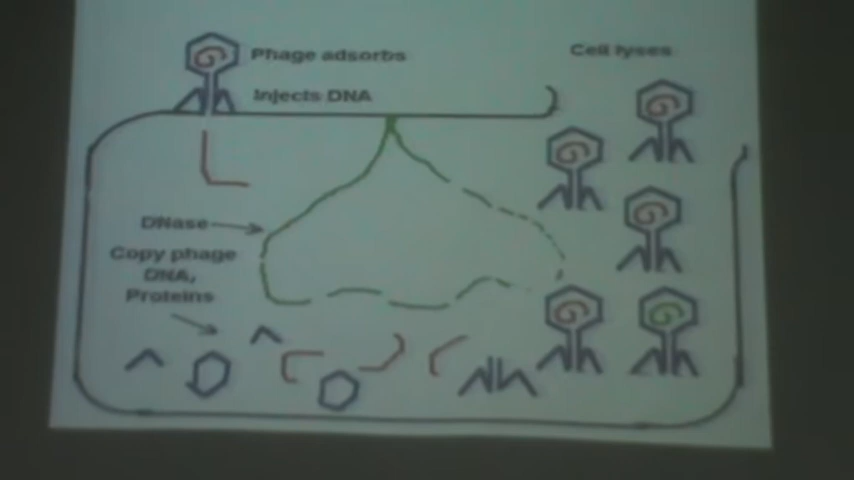 Phage adsorbs
Injects DNA
Cell lyses
DNase
Copy phage
DNA,
Proteins